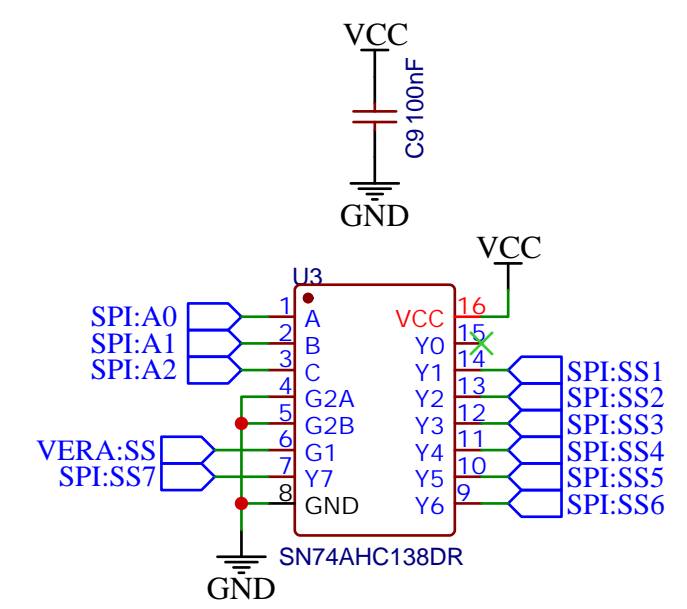 VCC
C9 100nF
GND
VCC
U3
SPI:A0 1 A VCC 16
SPI:A1 2 B Y0 15
SPI:A2 3 C Y1 14 SPI:SS1
4 G2A Y2 13 SPI:SS2
5 G2B Y3 12 SPI:SS3
VERA:SS 6 G1 Y4 11 SPI:SS4
SPI:SS7 7 Y7 Y5 10 SPI:SS5
8 GND Y6 9 SPI:SS6
SN74AHC138DR
GND